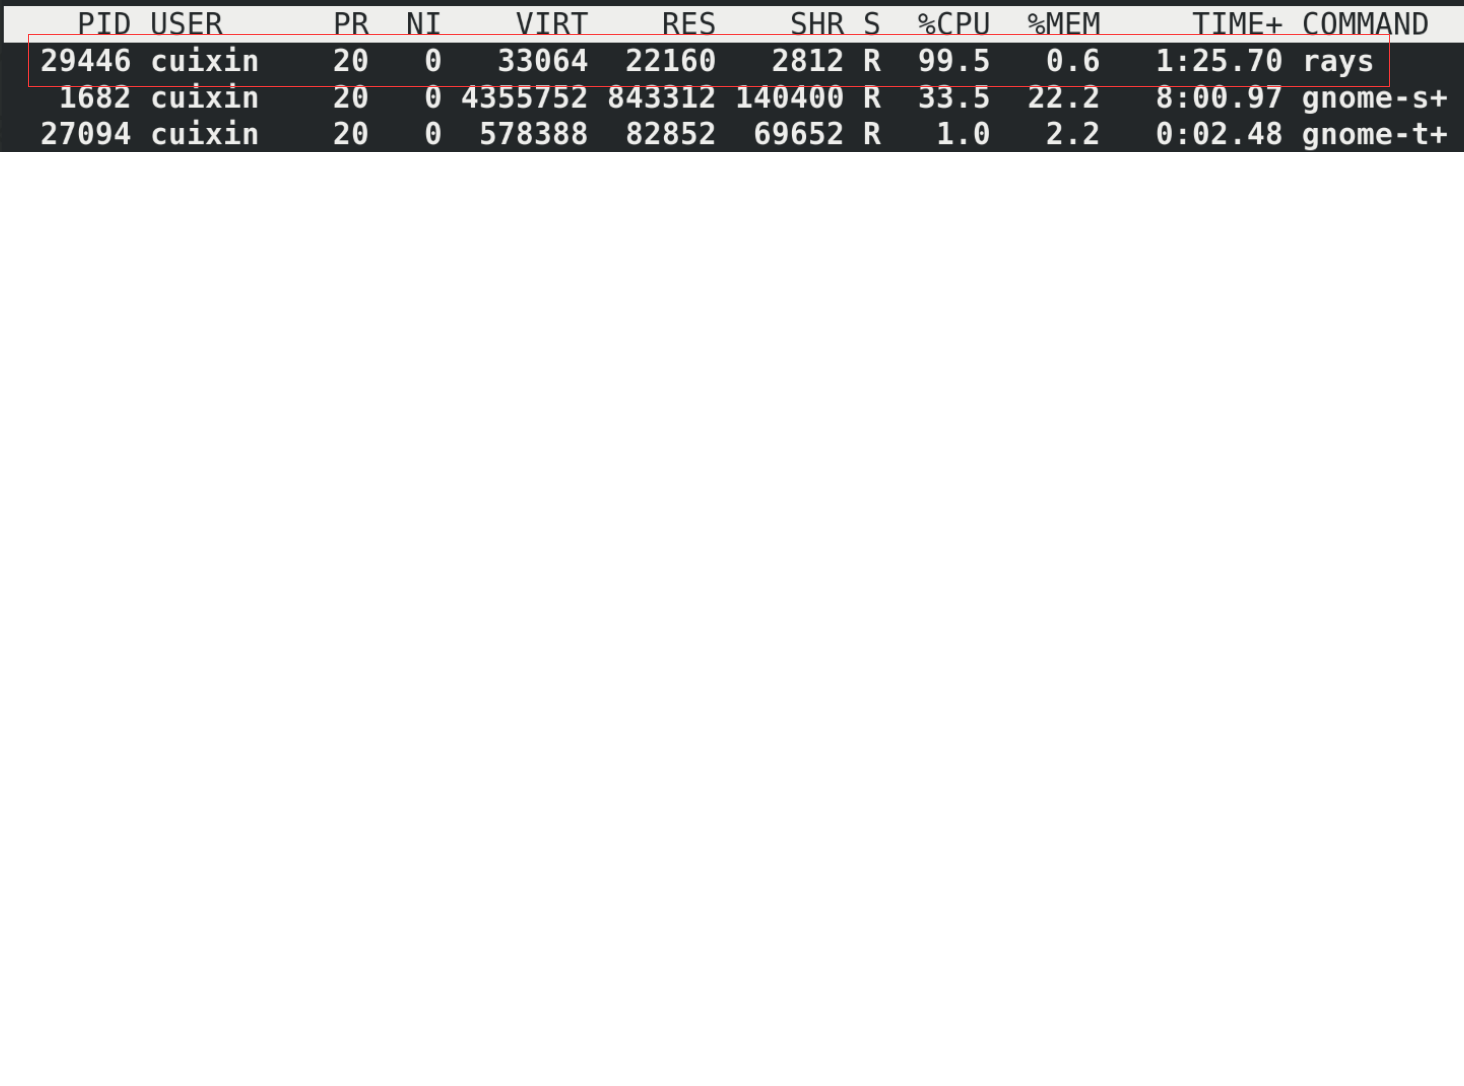 PID USER PR NI VIRT RES SHR S %CPU %MEM TIME+ COMMAND
29446 cuixin 20 0 33064 22160 2812 R 99.5 0.6 1:25.70 rays
1682 cuixin 20 0 4355752 843312 140400 R 33.5 22.2 8:00.97 gnome-s+
27094 cuixin 20 0 578388 82852 69652 R 1.0 2.2 0:02.48 gnome-t+